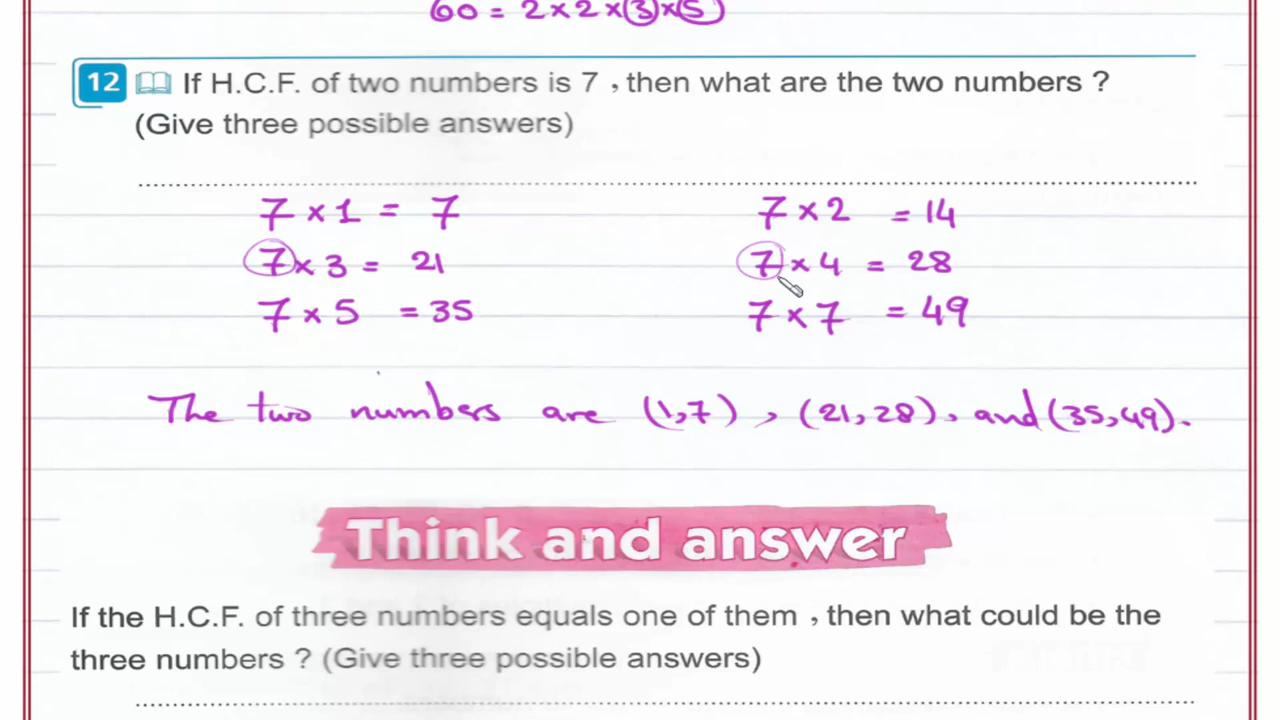 60 = 2 × 2 × 3 × 5
12 If H.C.F. of two numbers is 7 , then what are the two numbers ?
(Give three possible answers)
7 × 1 = 7 7 × 2 = 14
7 × 3 = 21 7 × 4 = 28
7 × 5 = 35 7 × 7 = 49
The two numbers are (1,7) , (21,28), and (35,49).
Think and answer
If the H.C.F. of three numbers equals one of them , then what could be the
three numbers ? (Give three possible answers)